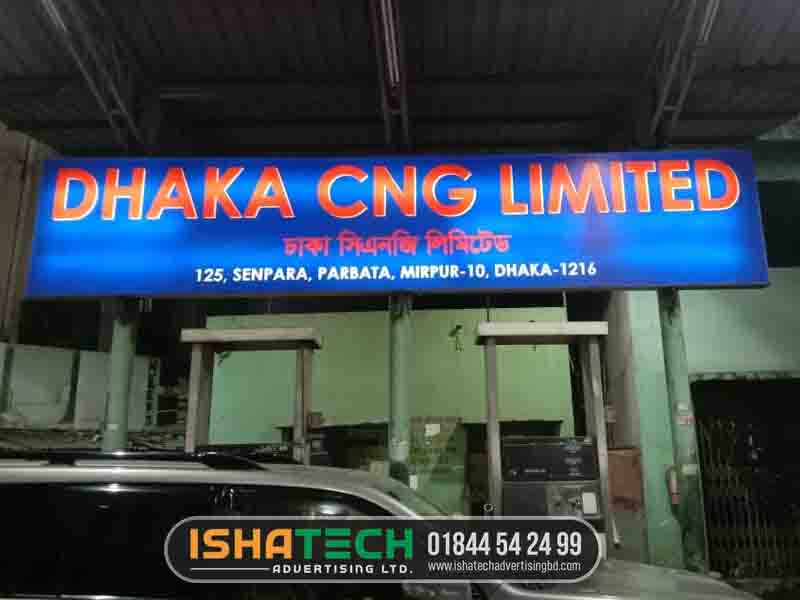 DHAKA CNG LIMITED
ঢাকা সিএনজি লিমিটেড
125, SENPARA, PARBATA, MIRPUR-10, DHAKA-1216
ISHATECH
ADVERTISING LTD.
01844 54 24 99
www.ishatechadvertisingbd.com